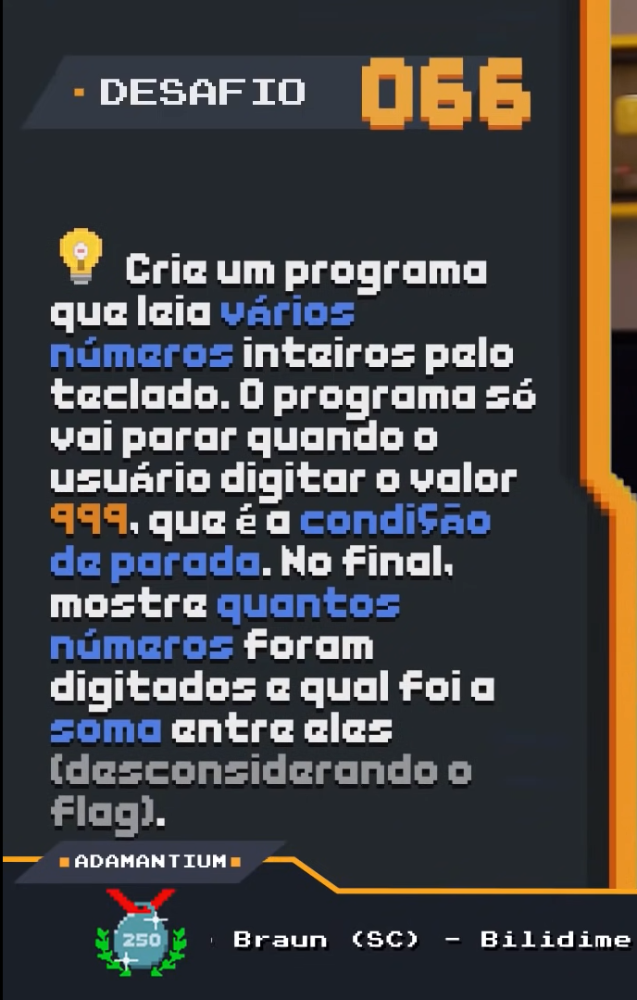 DESAFIO 066
Crie um programa
que leia vários
números inteiros pelo
teclado. O programa só
vai parar quando o
usuário digitar o valor
999, que é a condição
de parada. No final,
mostre quantos
números foram
digitados e qual foi a
soma entre eles
(desconsiderando o
flag).
ADAMANTIUM
250
Braun (SC) - Bilidime